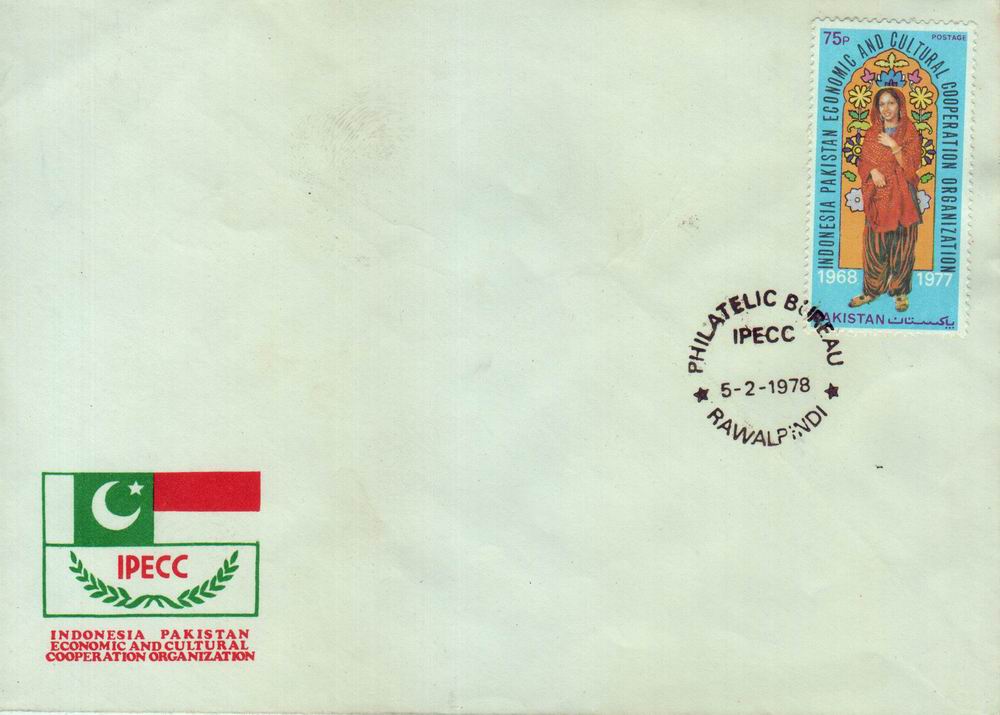 75P
POSTAGE
INDONESIA PAKISTAN ECONOMIC AND CULTURAL COOPERATION ORGANIZATION
1968 1977
PAKISTAN پاکستان
PHILATELIC BUREAU
IPECC
5-2-1978
RAWALPINDI
IPECC
INDONESIA PAKISTAN
ECONOMIC AND CULTURAL
COOPERATION ORGANIZATION